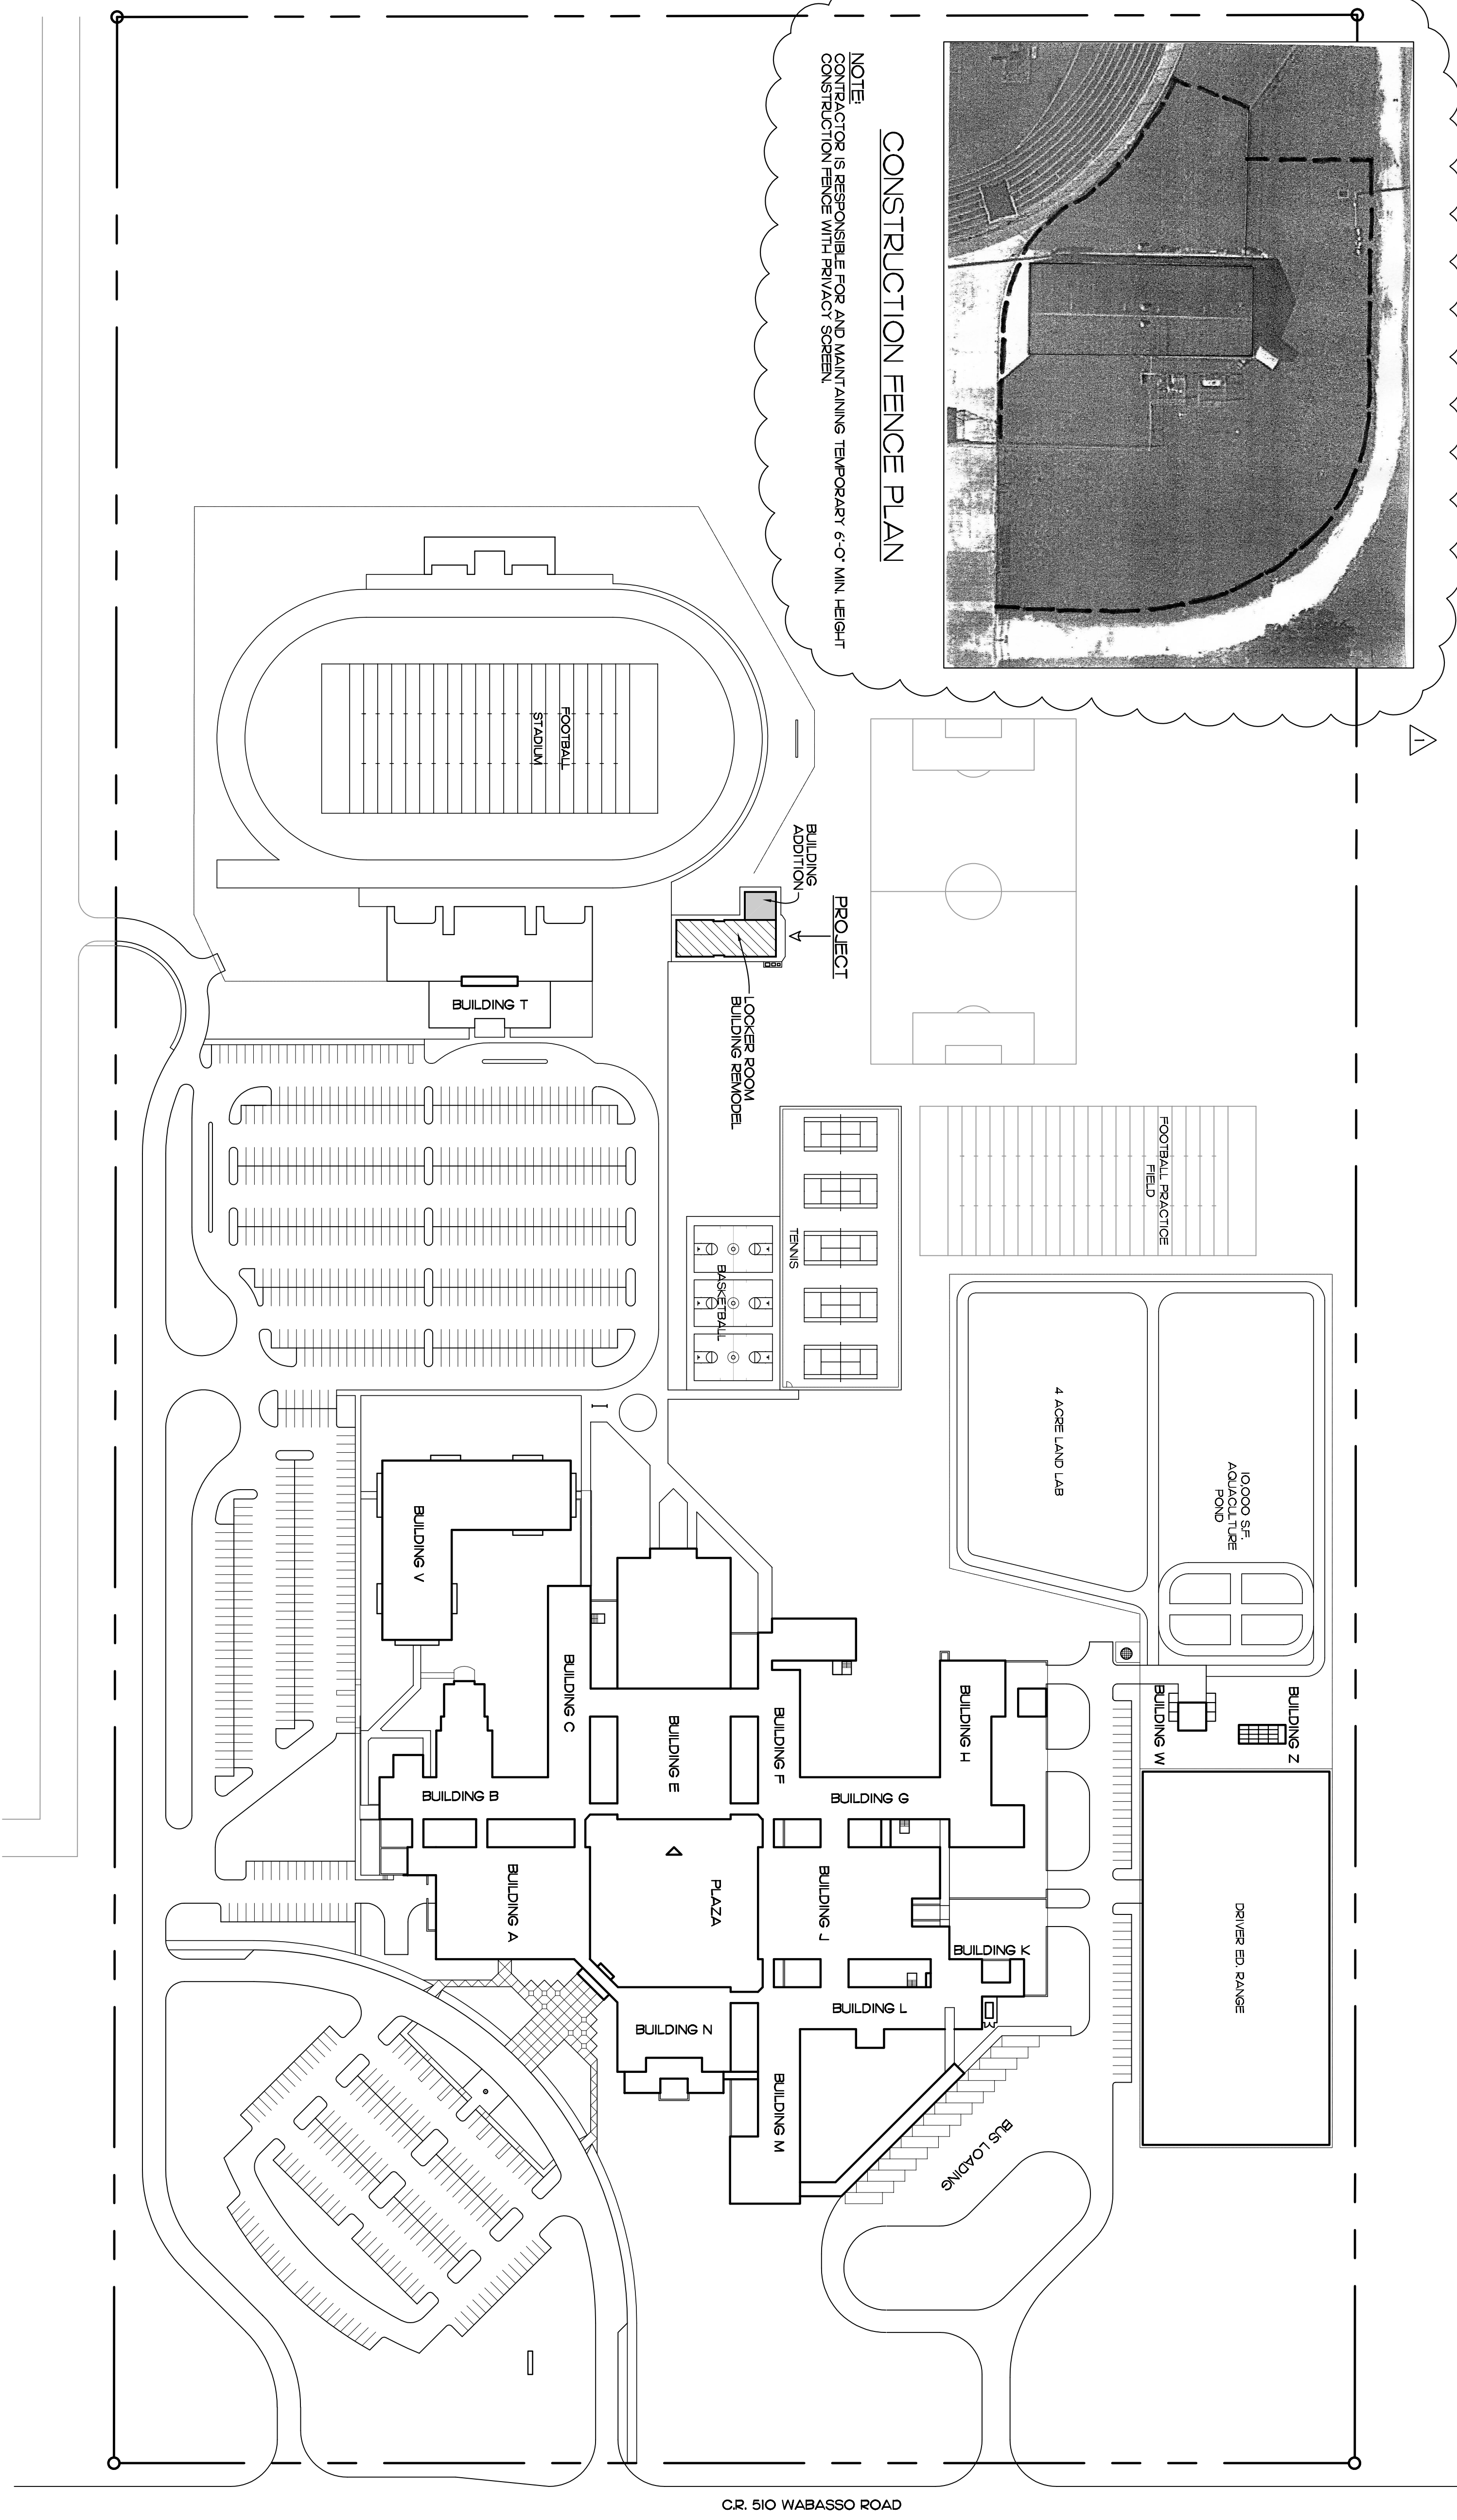 NOTE:
CONTRACTOR IS RESPONSIBLE FOR AND MAINTAINING TEMPORARY 6'-0" MIN. HEIGHT
CONSTRUCTION FENCE WITH PRIVACY SCREEN.
CONSTRUCTION FENCE PLAN
1
FOOTBALL
STADIUM
BUILDING
ADDITION
PROJECT
LOCKER ROOM
BUILDING REMODEL
BUILDING T
FOOTBALL PRACTICE
FIELD
TENNIS
BASKETBALL
4 ACRE LAND LAB
10,000 S.F.
AQUACULTURE
POND
BUILDING V
BUILDING C
BUILDING E
BUILDING F
BUILDING H
BUILDING W
BUILDING Z
BUILDING B
BUILDING G
BUILDING A
PLAZA
BUILDING J
BUILDING K
DRIVER ED. RANGE
BUILDING L
BUILDING N
BUILDING M
BUS LOADING
C.R. 510 WABASSO ROAD